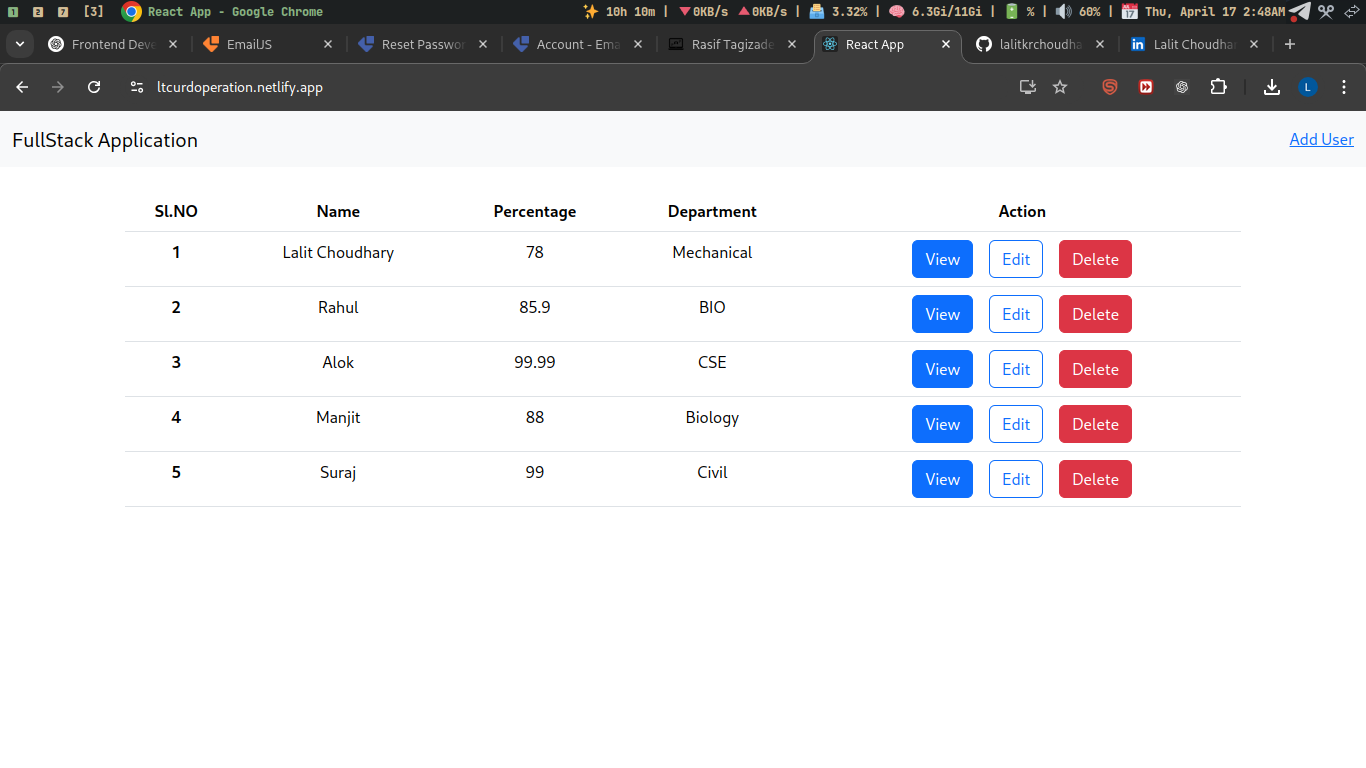 1 2 7 [3] React App - Google Chrome 10h 10m | 0KB/s 0KB/s | 3.32% | 6.3Gi/11Gi | % | 60% | Thu, April 17 2:48AM
Frontend Deve EmailUS Reset Passwor Account - Ema Rasif Tagizade React App lalitkrchoudha Lalit Choudhar
ltcurdoperation.netlify.app L
FullStack Application Add User
Sl.NO Name Percentage Department Action
1 Lalit Choudhary 78 Mechanical View Edit Delete
2 Rahul 85.9 BIO View Edit Delete
3 Alok 99.99 CSE View Edit Delete
4 Manjit 88 Biology View Edit Delete
5 Suraj 99 Civil View Edit Delete